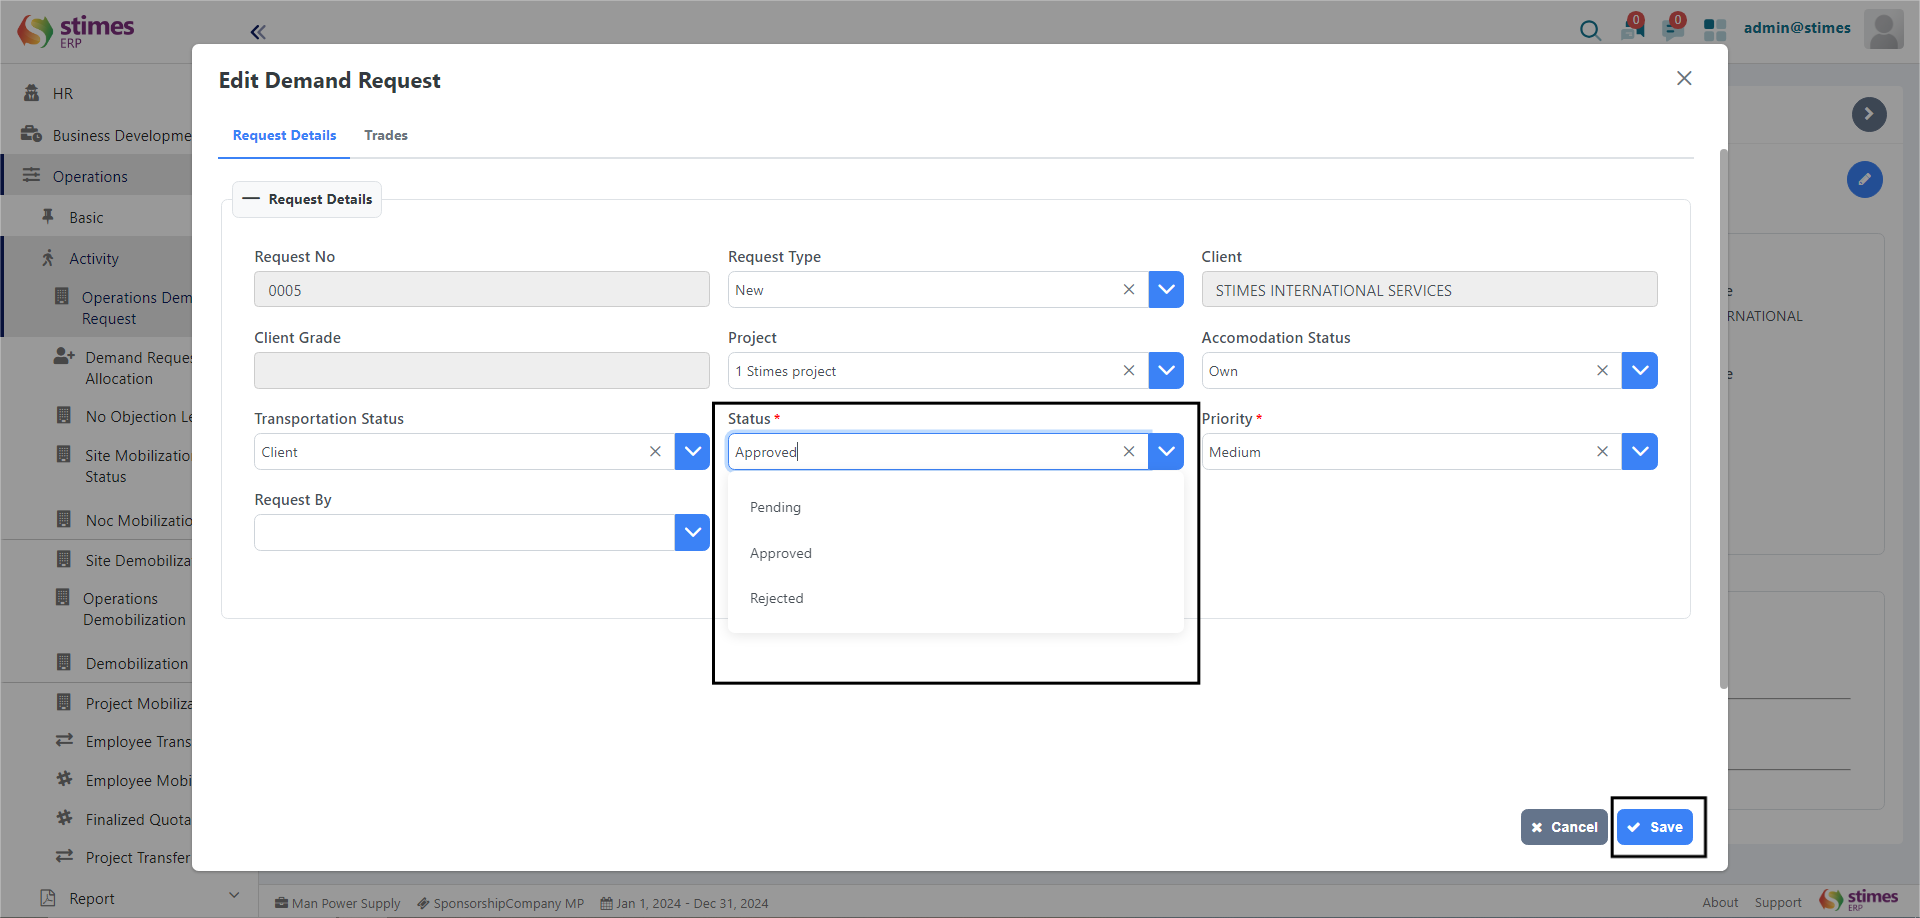 stimes
ERP
0
0
admin@stimes
HR
Business Developme
Operations
Basic
Activity
Operations Dem
Request
Demand Reques
Allocation
No Objection Le
Site Mobilizatio
Status
Noc Mobilizatio
Site Demobiliza
Operations
Demobilization
Demobilization
Project Mobiliza
Employee Trans
Employee Mobi
Finalized Quota
Project Transfer
Report
Edit Demand Request
Request Details
Trades
Request Details
Request No
Request Type
Client
0005
New
STIMES INTERNATIONAL SERVICES
Client Grade
Project
Accomodation Status
1 Stimes project
Own
Transportation Status
Status *
Priority *
Client
Approved
Medium
Request By
Pending
Approved
Rejected
Cancel
Save
e
RNATIONAL
e
Man Power Supply
SponsorshipCompany MP
Jan 1, 2024 - Dec 31, 2024
About
Support
stimes
ERP